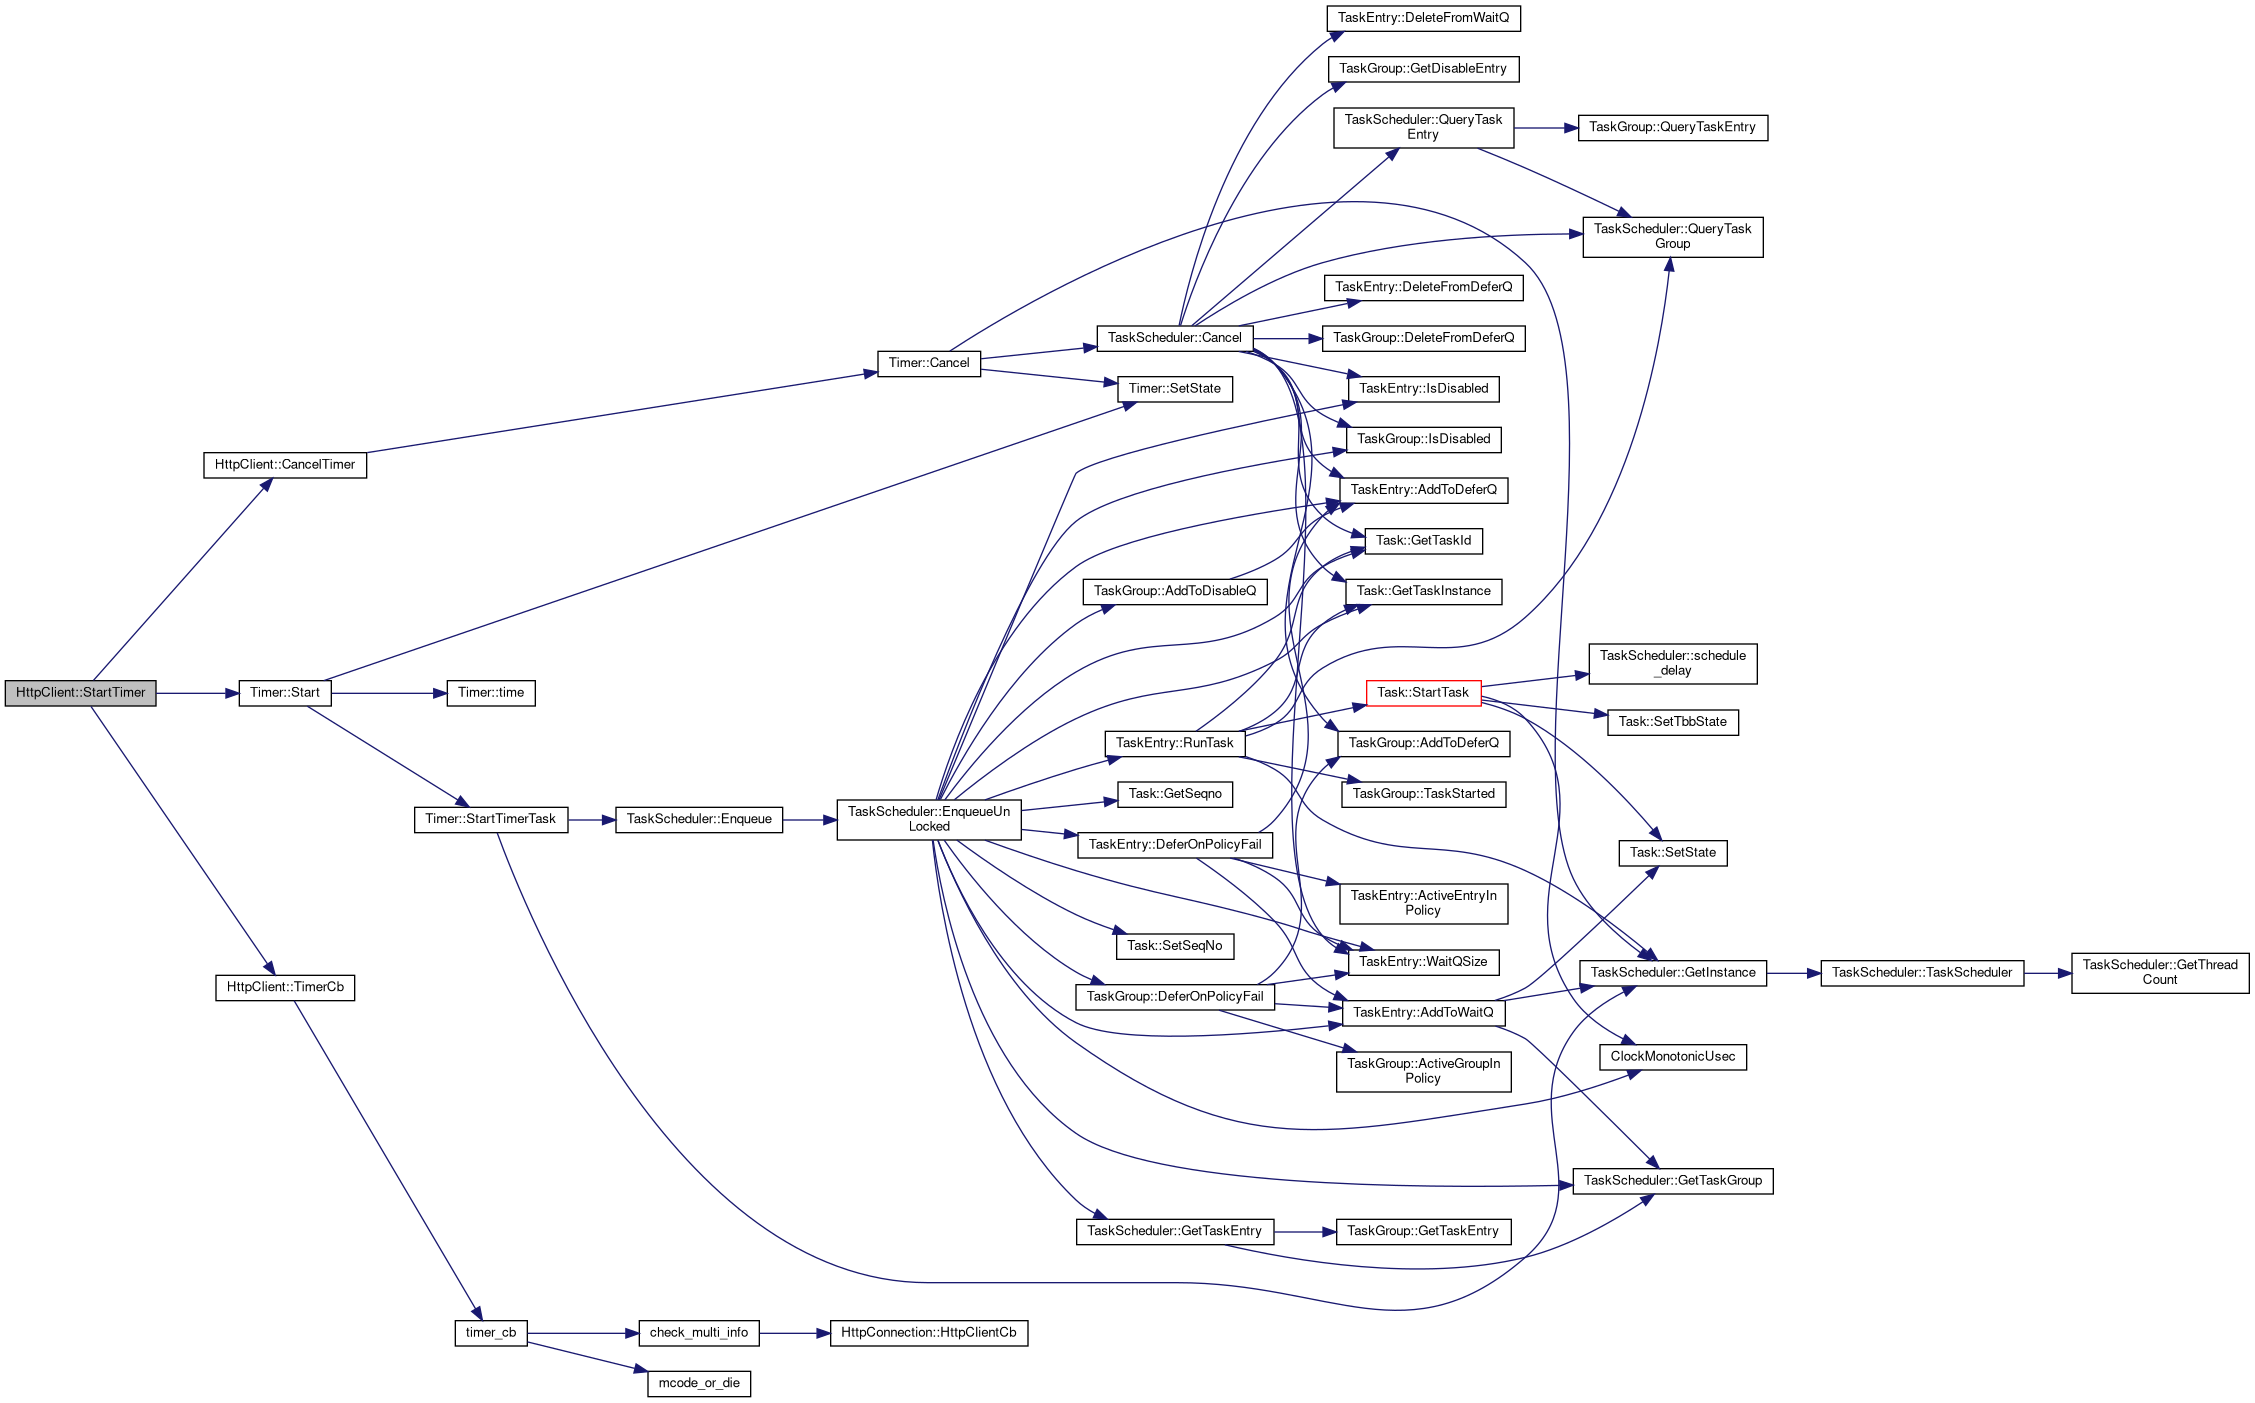 TaskEntry::DeleteFromWaitQ
TaskGroup::GetDisableEntry
TaskScheduler::QueryTask
Entry
TaskGroup::QueryTaskEntry
TaskScheduler::QueryTask
Group
TaskEntry::DeleteFromDeferQ
TaskScheduler::Cancel
TaskGroup::DeleteFromDeferQ
Timer::Cancel
Timer::SetState
TaskEntry::IsDisabled
TaskGroup::IsDisabled
HttpClient::CancelTimer
TaskEntry::AddToDeferQ
Task::GetTaskId
TaskGroup::AddToDisableQ
Task::GetTaskInstance
TaskScheduler::schedule
_delay
HttpClient::StartTimer
Timer::Start
Timer::time
Task::StartTask
Task::SetTbbState
TaskEntry::RunTask
TaskGroup::AddToDeferQ
Task::GetSeqno
TaskGroup::TaskStarted
Timer::StartTimerTask
TaskScheduler::Enqueue
TaskScheduler::EnqueueUn
Locked
TaskEntry::DeferOnPolicyFail
Task::SetState
TaskEntry::ActiveEntryIn
Policy
Task::SetSeqNo
TaskEntry::WaitQSize
HttpClient::TimerCb
TaskGroup::DeferOnPolicyFail
TaskScheduler::GetInstance
TaskScheduler::TaskScheduler
TaskScheduler::GetThread
Count
TaskEntry::AddToWaitQ
ClockMonotonicUsec
TaskGroup::ActiveGroupIn
Policy
TaskScheduler::GetTaskGroup
TaskScheduler::GetTaskEntry
TaskGroup::GetTaskEntry
timer_cb
check_multi_info
HttpConnection::HttpClientCb
mcode_or_die